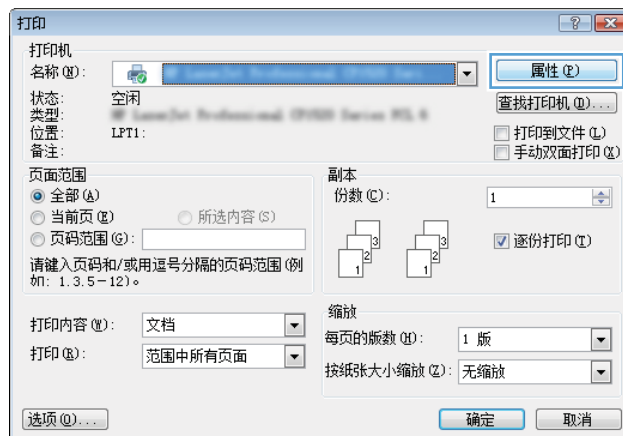 打印
打印机
名称(N):
属性(P)
状态: 空闲
类型:
查找打印机(D)...
位置: LPT1:
打印到文件(L)
备注:
手动双面打印(X)
页面范围
全部(A)
当前页(E) 所选内容(S)
页码范围(G):
请键入页码和/或用逗号分隔的页码范围(例
如: 1.3.5-12)。
副本
份数(C): 1
3
2
1
3
2
1
逐份打印(T)
打印内容(W): 文档
打印(R): 范围中所有页面
缩放
每页的版数(H): 1 版
按纸张大小缩放(Z): 无缩放
选项(O)...
确定
取消